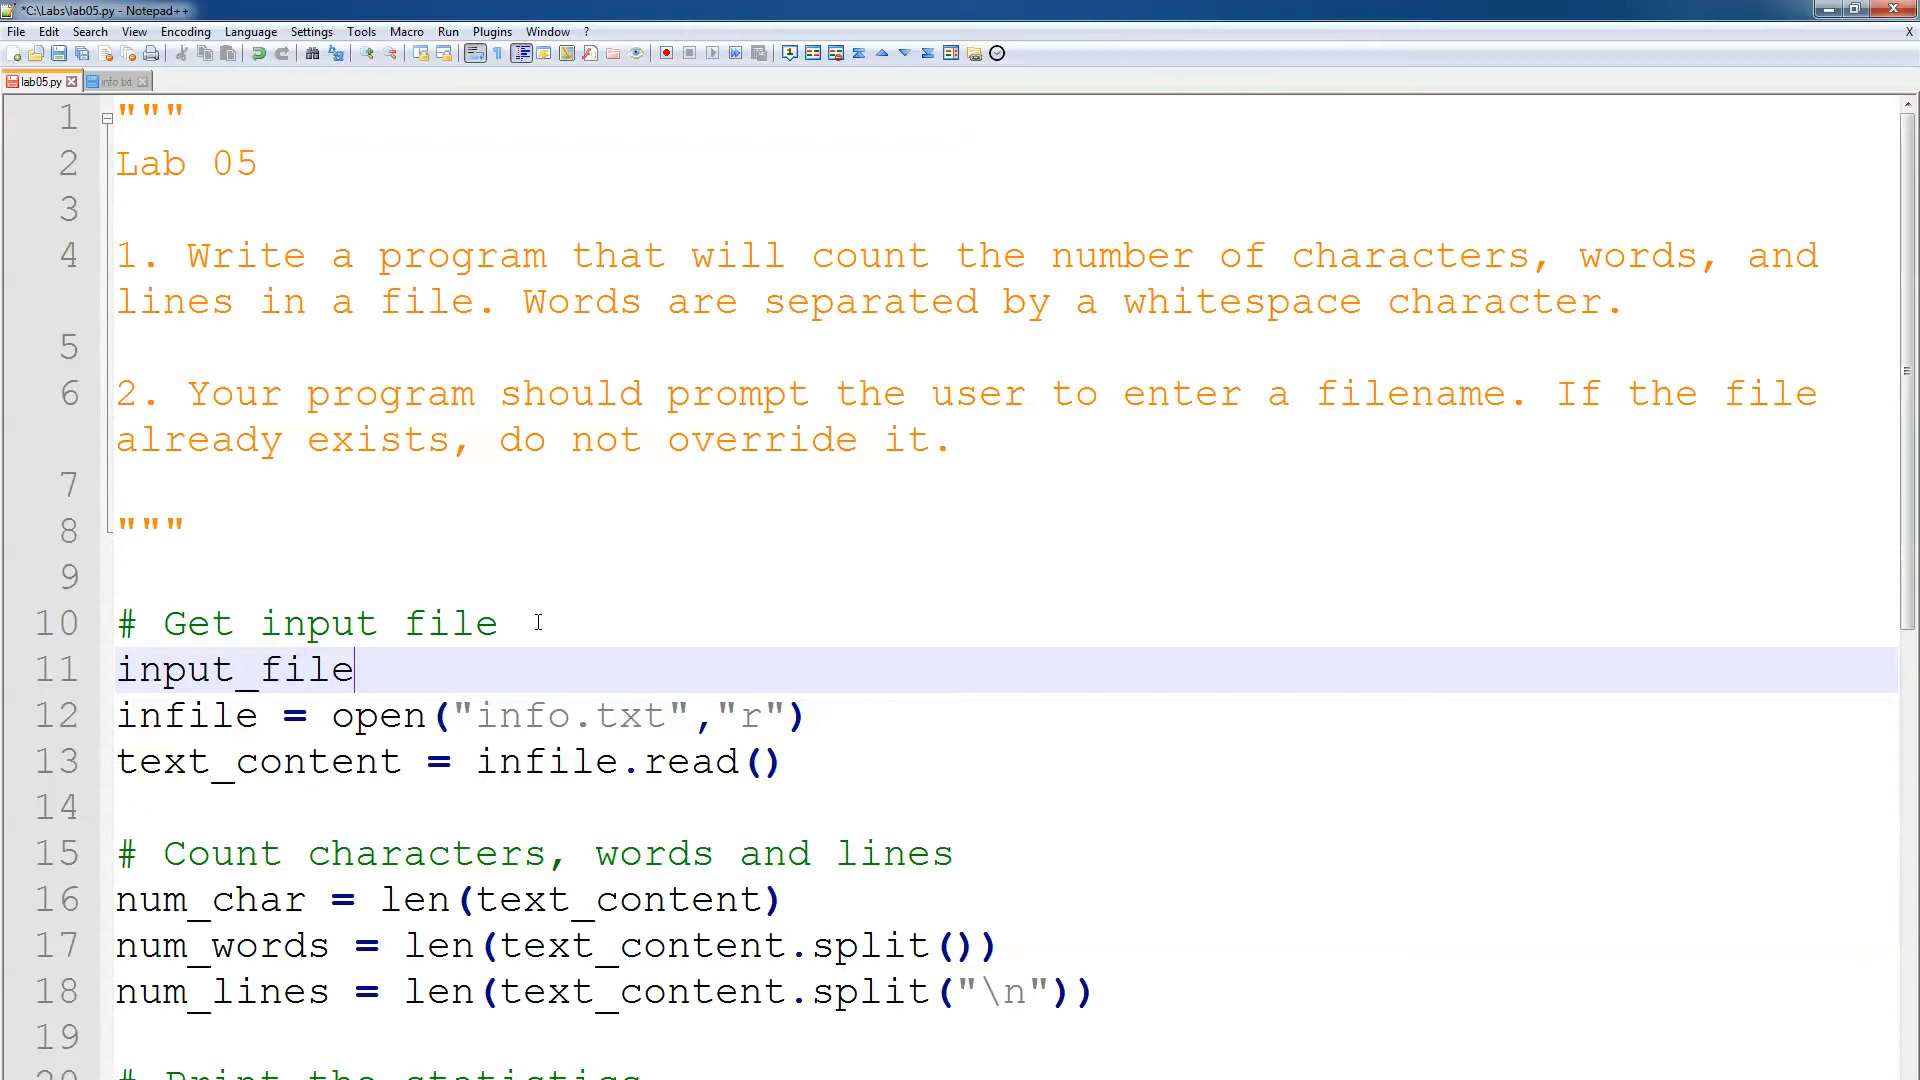 *C:\Labs\lab05.py - Notepad++
File Edit Search View Encoding Language Settings Tools Macro Run Plugins Window ? X
lab05.py info.txt
1 """
2 Lab 05
3
4 1. Write a program that will count the number of characters, words, and
lines in a file. Words are separated by a whitespace character.
5
6 2. Your program should prompt the user to enter a filename. If the file
already exists, do not override it.
7
8 """
9
10 # Get input file
11 input_file
12 infile = open("info.txt","r")
13 text_content = infile.read()
14
15 # Count characters, words and lines
16 num_char = len(text_content)
17 num_words = len(text_content.split())
18 num_lines = len(text_content.split("\n"))
19
20 # Print the statistics